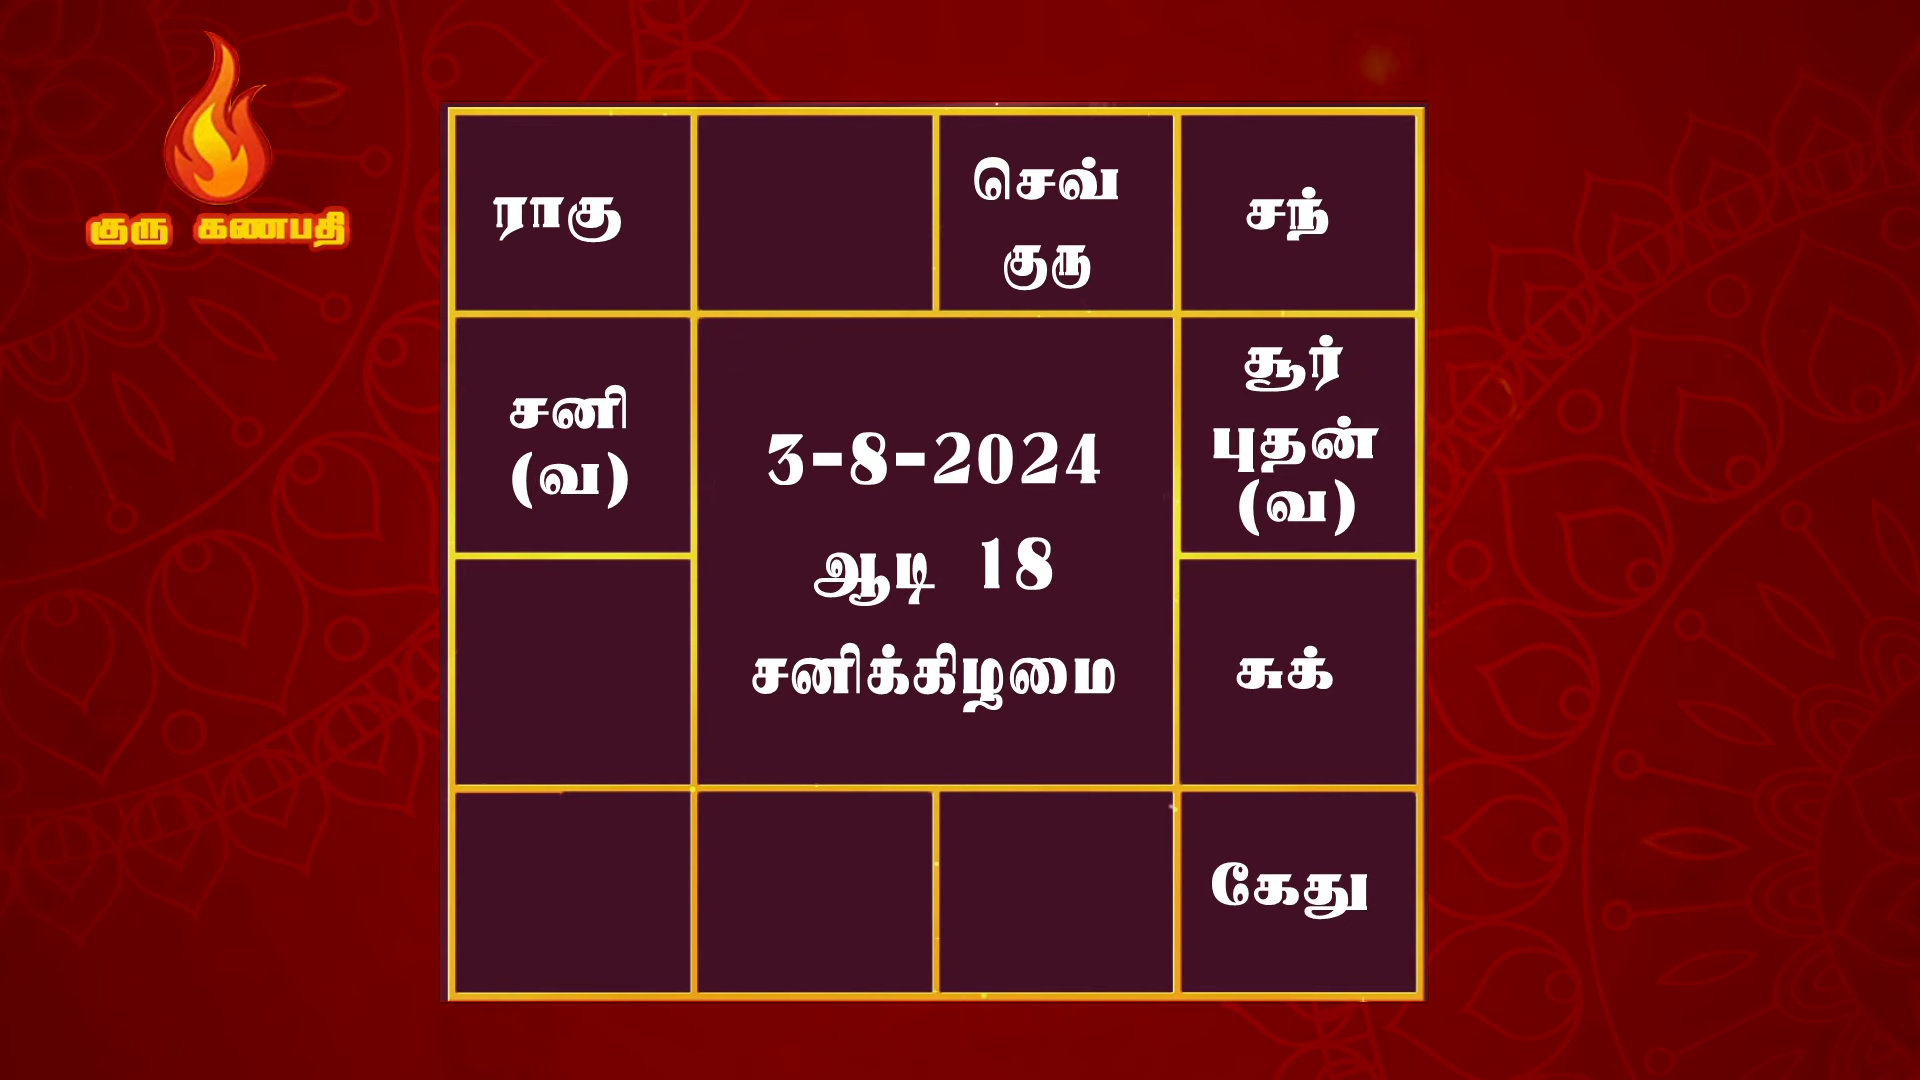 குரு கணபதி
ராகு
செவ்
குரு
சந்
சனி
(வ)
சூர்
புதன்
(வ)
3-8-2024
ஆடி 18
சனிக்கிழமை
சுக்
கேது